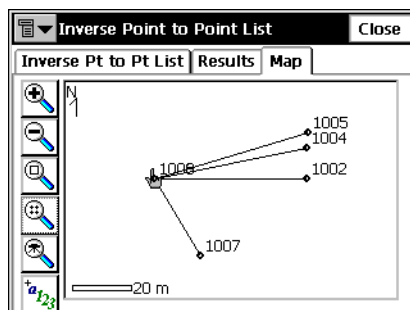 Inverse Point to Point List Close
Inverse Pt to Pt List Results Map
N
1005
1004
1008 1002
1007
20 m
+a123